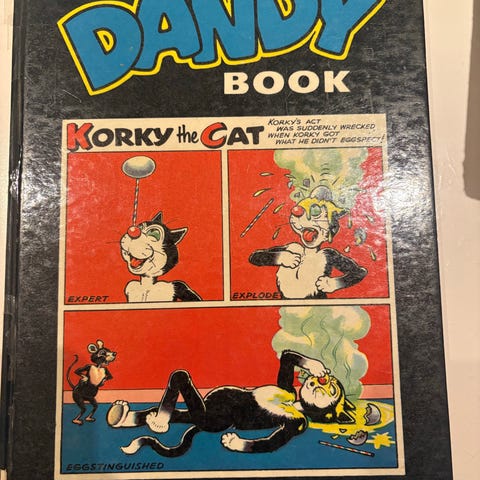 DANDY
BOOK
KORKY the CAT
KORKY'S ACT
WAS SUDDENLY WRECKED
WHEN KORKY GOT
WHAT HE DIDN'T EGGSPECT!
EXPERT
EXPLODE
EGGSTINGUISHED